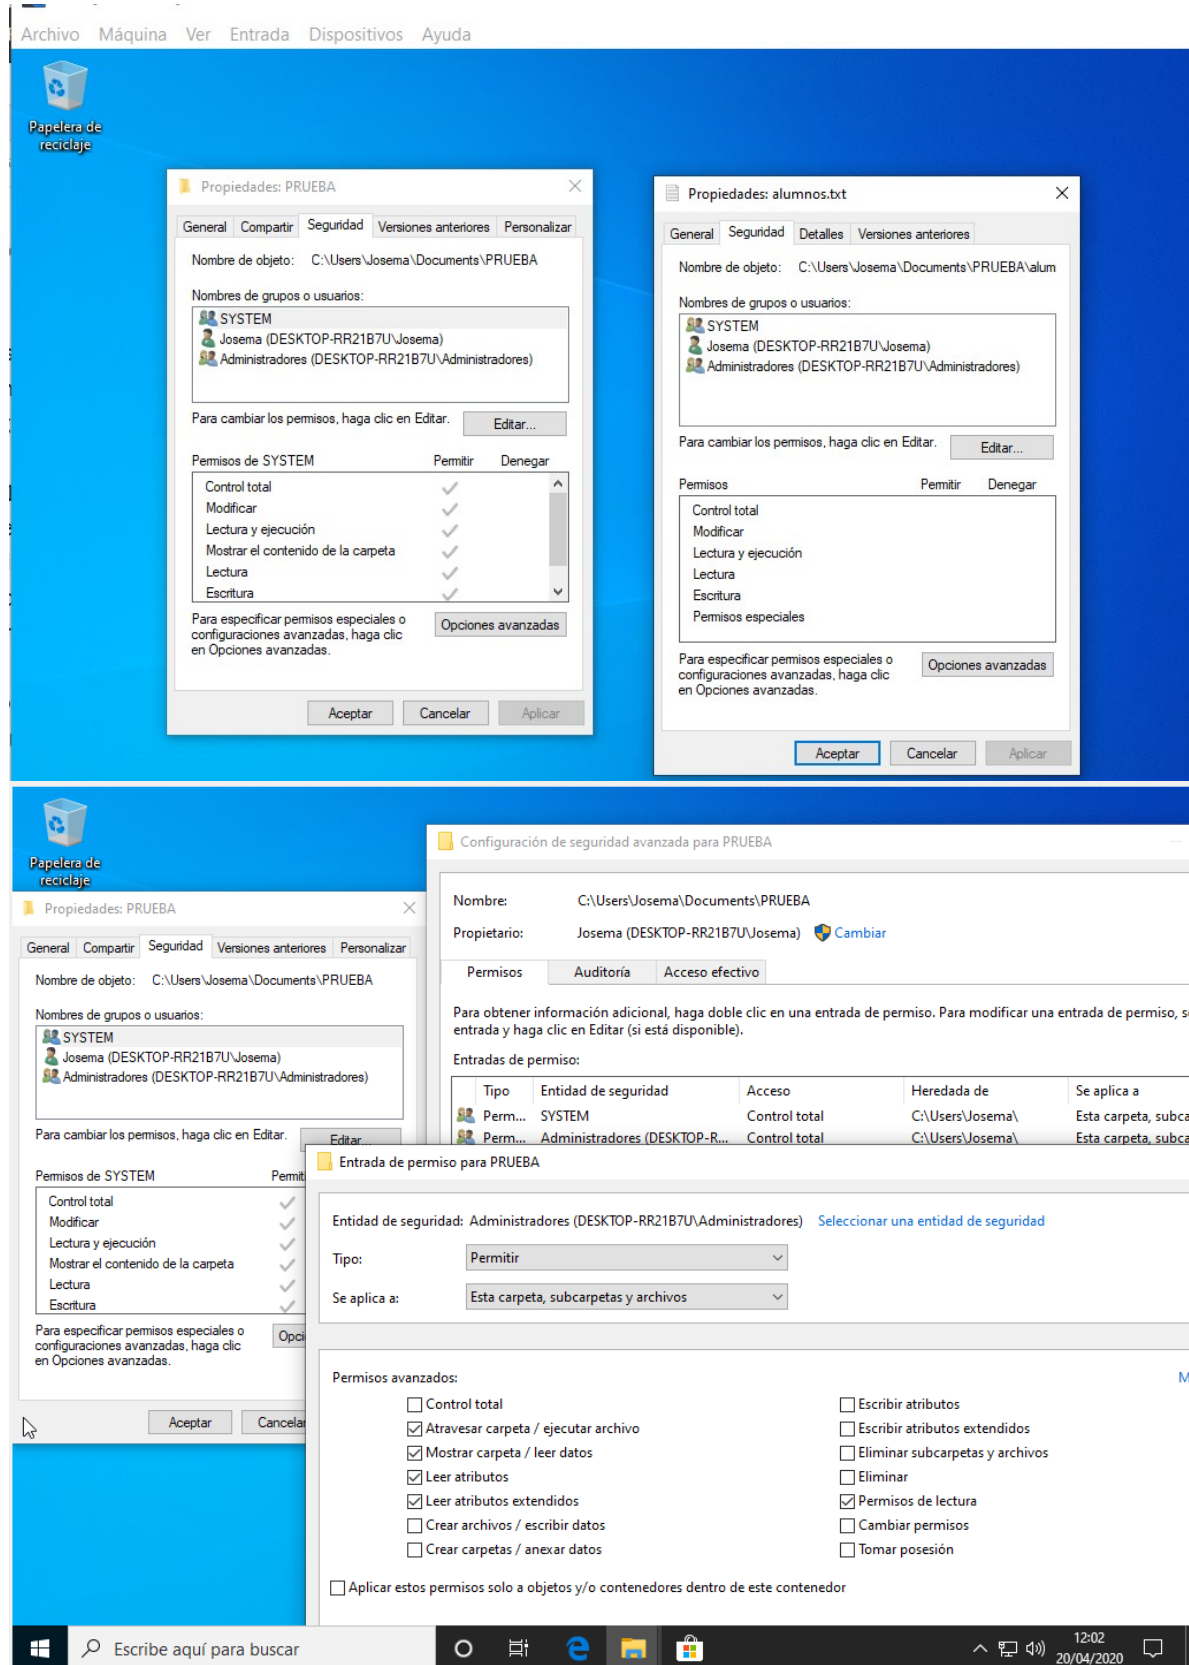 Archivo Máquina Ver Entrada Dispositivos Ayuda
Papelera de
reciclaje
Propiedades: PRUEBA
General Compartir Seguridad Versiones anteriores Personalizar
Nombre de objeto: C:\Users\Josema\Documents\PRUEBA
Nombres de grupos o usuarios:
SYSTEM
Josema (DESKTOP-RR21B7U\Josema)
Administradores (DESKTOP-RR21B7U\Administradores)
Para cambiar los permisos, haga clic en Editar. Editar...
Permisos de SYSTEM Permitir Denegar
Control total
Modificar
Lectura y ejecución
Mostrar el contenido de la carpeta
Lectura
Escritura
Para especificar permisos especiales o
configuraciones avanzadas, haga clic
en Opciones avanzadas.
Opciones avanzadas
Aceptar Cancelar Aplicar
Propiedades: alumnos.txt
General Seguridad Detalles Versiones anteriores
Nombre de objeto: C:\Users\Josema\Documents\PRUEBA\alum
Nombres de grupos o usuarios:
SYSTEM
Josema (DESKTOP-RR21B7U\Josema)
Administradores (DESKTOP-RR21B7U\Administradores)
Para cambiar los permisos, haga clic en Editar. Editar...
Permisos Permitir Denegar
Control total
Modificar
Lectura y ejecución
Lectura
Escritura
Permisos especiales
Para especificar permisos especiales o
configuraciones avanzadas, haga clic
en Opciones avanzadas.
Opciones avanzadas
Aceptar Cancelar Aplicar
Papelera de
reciclaje
Propiedades: PRUEBA
General Compartir Seguridad Versiones anteriores Personalizar
Nombre de objeto: C:\Users\Josema\Documents\PRUEBA
Nombres de grupos o usuarios:
SYSTEM
Josema (DESKTOP-RR21B7U\Josema)
Administradores (DESKTOP-RR21B7U\Administradores)
Para cambiar los permisos, haga clic en Editar. Editar...
Permisos de SYSTEM Permit
Control total
Modificar
Lectura y ejecución
Mostrar el contenido de la carpeta
Lectura
Escritura
Para especificar permisos especiales o
configuraciones avanzadas, haga clic
en Opciones avanzadas.
Opci
Aceptar Cancelar
Configuración de seguridad avanzada para PRUEBA
Nombre: C:\Users\Josema\Documents\PRUEBA
Propietario: Josema (DESKTOP-RR21B7U\Josema) Cambiar
Permisos Auditoría Acceso efectivo
Para obtener información adicional, haga doble clic en una entrada de permiso. Para modificar una entrada de permiso, se
entrada y haga clic en Editar (si está disponible).
Entradas de permiso:
Tipo Entidad de seguridad Acceso Heredada de Se aplica a
Perm... SYSTEM Control total C:\Users\Josema\ Esta carpeta, subca
Perm... Administradores (DESKTOP-R... Control total C:\Users\Josema\ Esta carpeta, subca
Entrada de permiso para PRUEBA
Entidad de seguridad: Administradores (DESKTOP-RR21B7U\Administradores) Seleccionar una entidad de seguridad
Tipo: Permitir
Se aplica a: Esta carpeta, subcarpetas y archivos
Permisos avanzados: M
Control total
Atravesar carpeta / ejecutar archivo
Mostrar carpeta / leer datos
Leer atributos
Leer atributos extendidos
Crear archivos / escribir datos
Crear carpetas / anexar datos
Escribir atributos
Escribir atributos extendidos
Eliminar subcarpetas y archivos
Eliminar
Permisos de lectura
Cambiar permisos
Tomar posesión
Aplicar estos permisos solo a objetos y/o contenedores dentro de este contenedor
Escribe aquí para buscar
12:02
20/04/2020